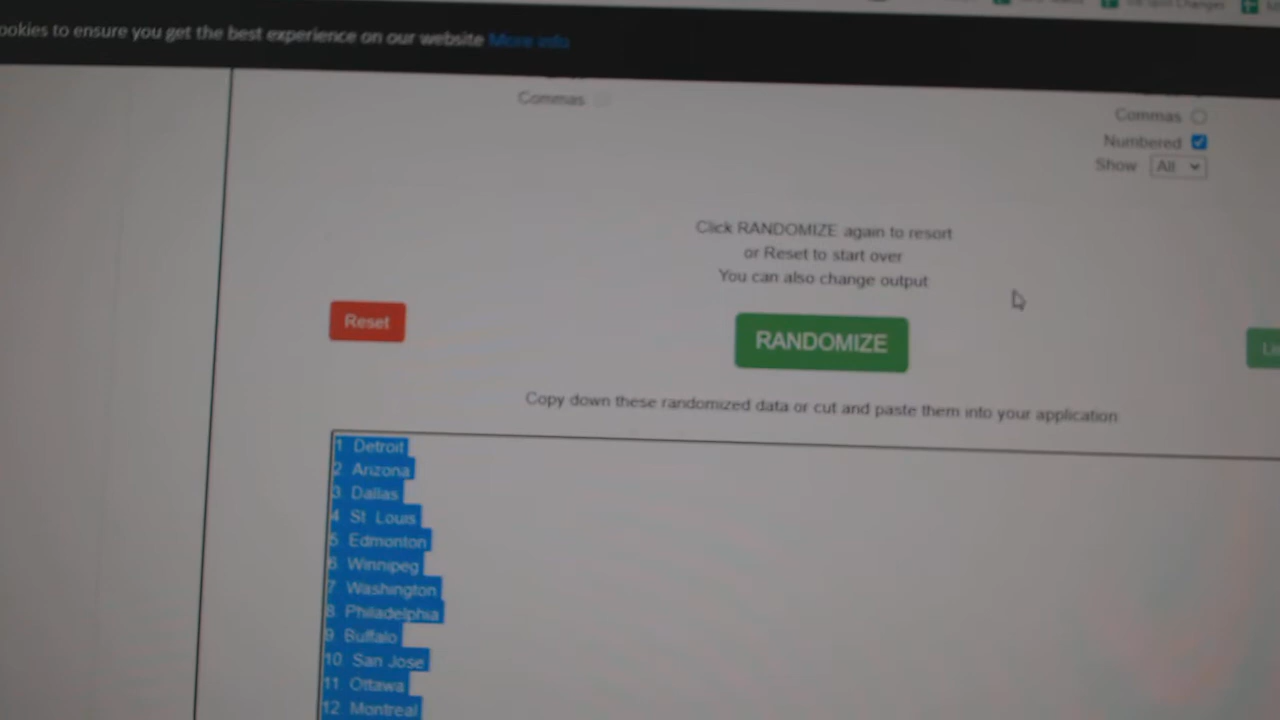 ookies to ensure you get the best experience on our website More info
Commas
Commas
Numbered
Show All
Click RANDOMIZE again to resort
or Reset to start over
You can also change output
Reset
RANDOMIZE
Copy down these randomized data or cut and paste them into your application
1 Detroit
2. Arizona
3. Dallas
4 St. Louis
5. Edmonton
6. Winnipeg
7. Washington
8. Philadelphia
9. Buffalo
10. San Jose
11. Ottawa
12. Montreal